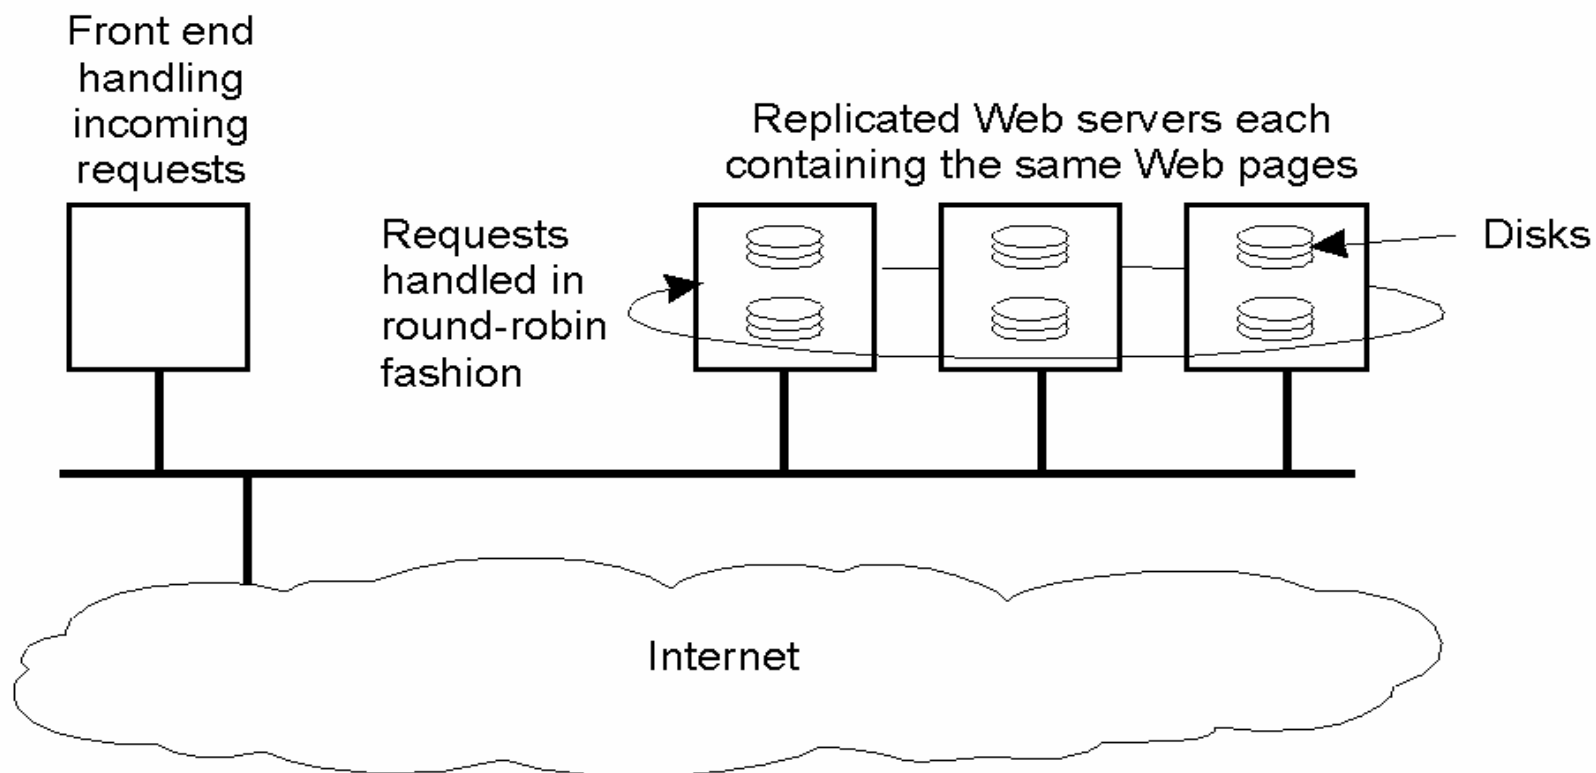 Front end
handling
incoming
requests
Replicated Web servers each
containing the same Web pages
Requests
handled in
round-robin
fashion
Disks
Internet